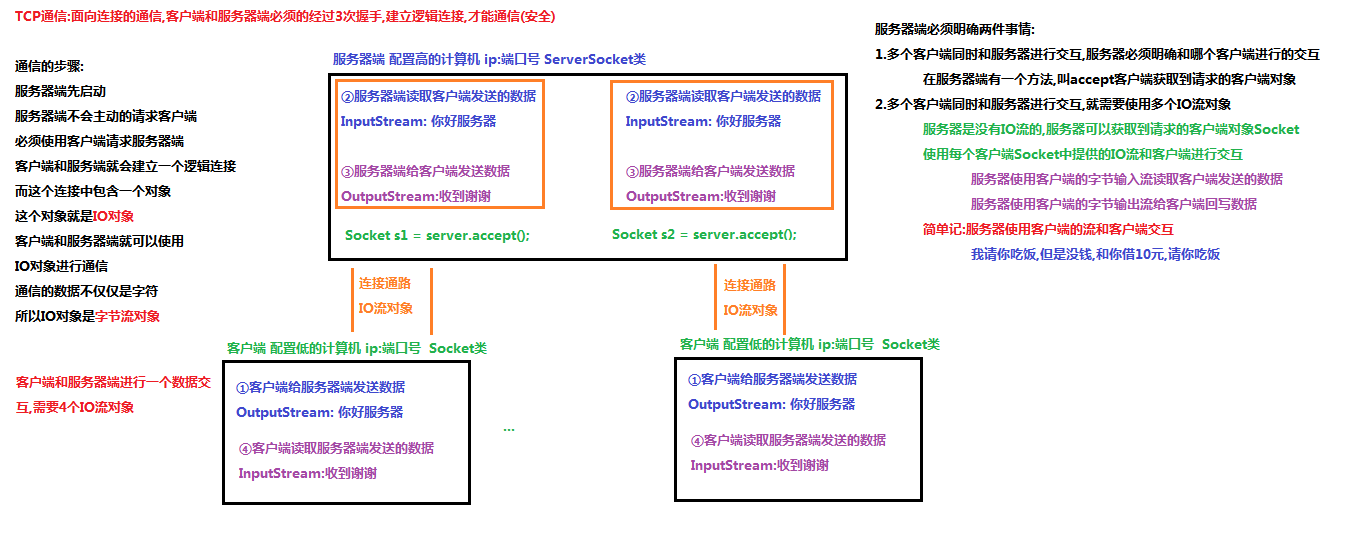 TCP通信:面向连接的通信,客户端和服务器端必须的经过3次握手,建立逻辑连接,才能通信(安全)
通信的步骤:
服务器端先启动
服务器端不会主动的请求客户端
必须使用客户端请求服务器端
客户端和服务端就会建立一个逻辑连接
而这个连接中包含一个对象
这个对象就是IO对象
客户端和服务器端就可以使用
IO对象进行通信
通信的数据不仅仅是字符
所以IO对象是字节流对象
客户端和服务器端进行一个数据交
互,需要4个IO流对象
服务器端 配置高的计算机 ip:端口号 ServerSocket类
②服务器端读取客户端发送的数据
InputStream: 你好服务器
③服务器端给客户端发送数据
OutputStream:收到谢谢
Socket s1 = server.accept();
②服务器端读取客户端发送的数据
InputStream: 你好服务器
③服务器端给客户端发送数据
OutputStream:收到谢谢
Socket s2 = server.accept();
连接通路
IO流对象
连接通路
IO流对象
客户端 配置低的计算机 ip:端口号 Socket类
①客户端给服务器端发送数据
OutputStream: 你好服务器
④客户端读取服务器端发送的数据
InputStream:收到谢谢
...
客户端 配置低的计算机 ip:端口号 Socket类
①客户端给服务器端发送数据
OutputStream: 你好服务器
④客户端读取服务器端发送的数据
InputStream:收到谢谢
服务器端必须明确两件事情:
1.多个客户端同时和服务器进行交互,服务器必须明确和哪个客户端进行的交互
在服务器端有一个方法,叫accept客户端获取到请求的客户端对象
2.多个客户端同时和服务器进行交互,就需要使用多个IO流对象
服务器是没有IO流的,服务器可以获取到请求的客户端对象Socket
使用每个客户端Socket中提供的IO流和客户端进行交互
服务器使用客户端的字节输入流读取客户端发送的数据
服务器使用客户端的字节输出流给客户端回写数据
简单记:服务器使用客户端的流和客户端交互
我请你吃饭,但是没钱,和你借10元,请你吃饭